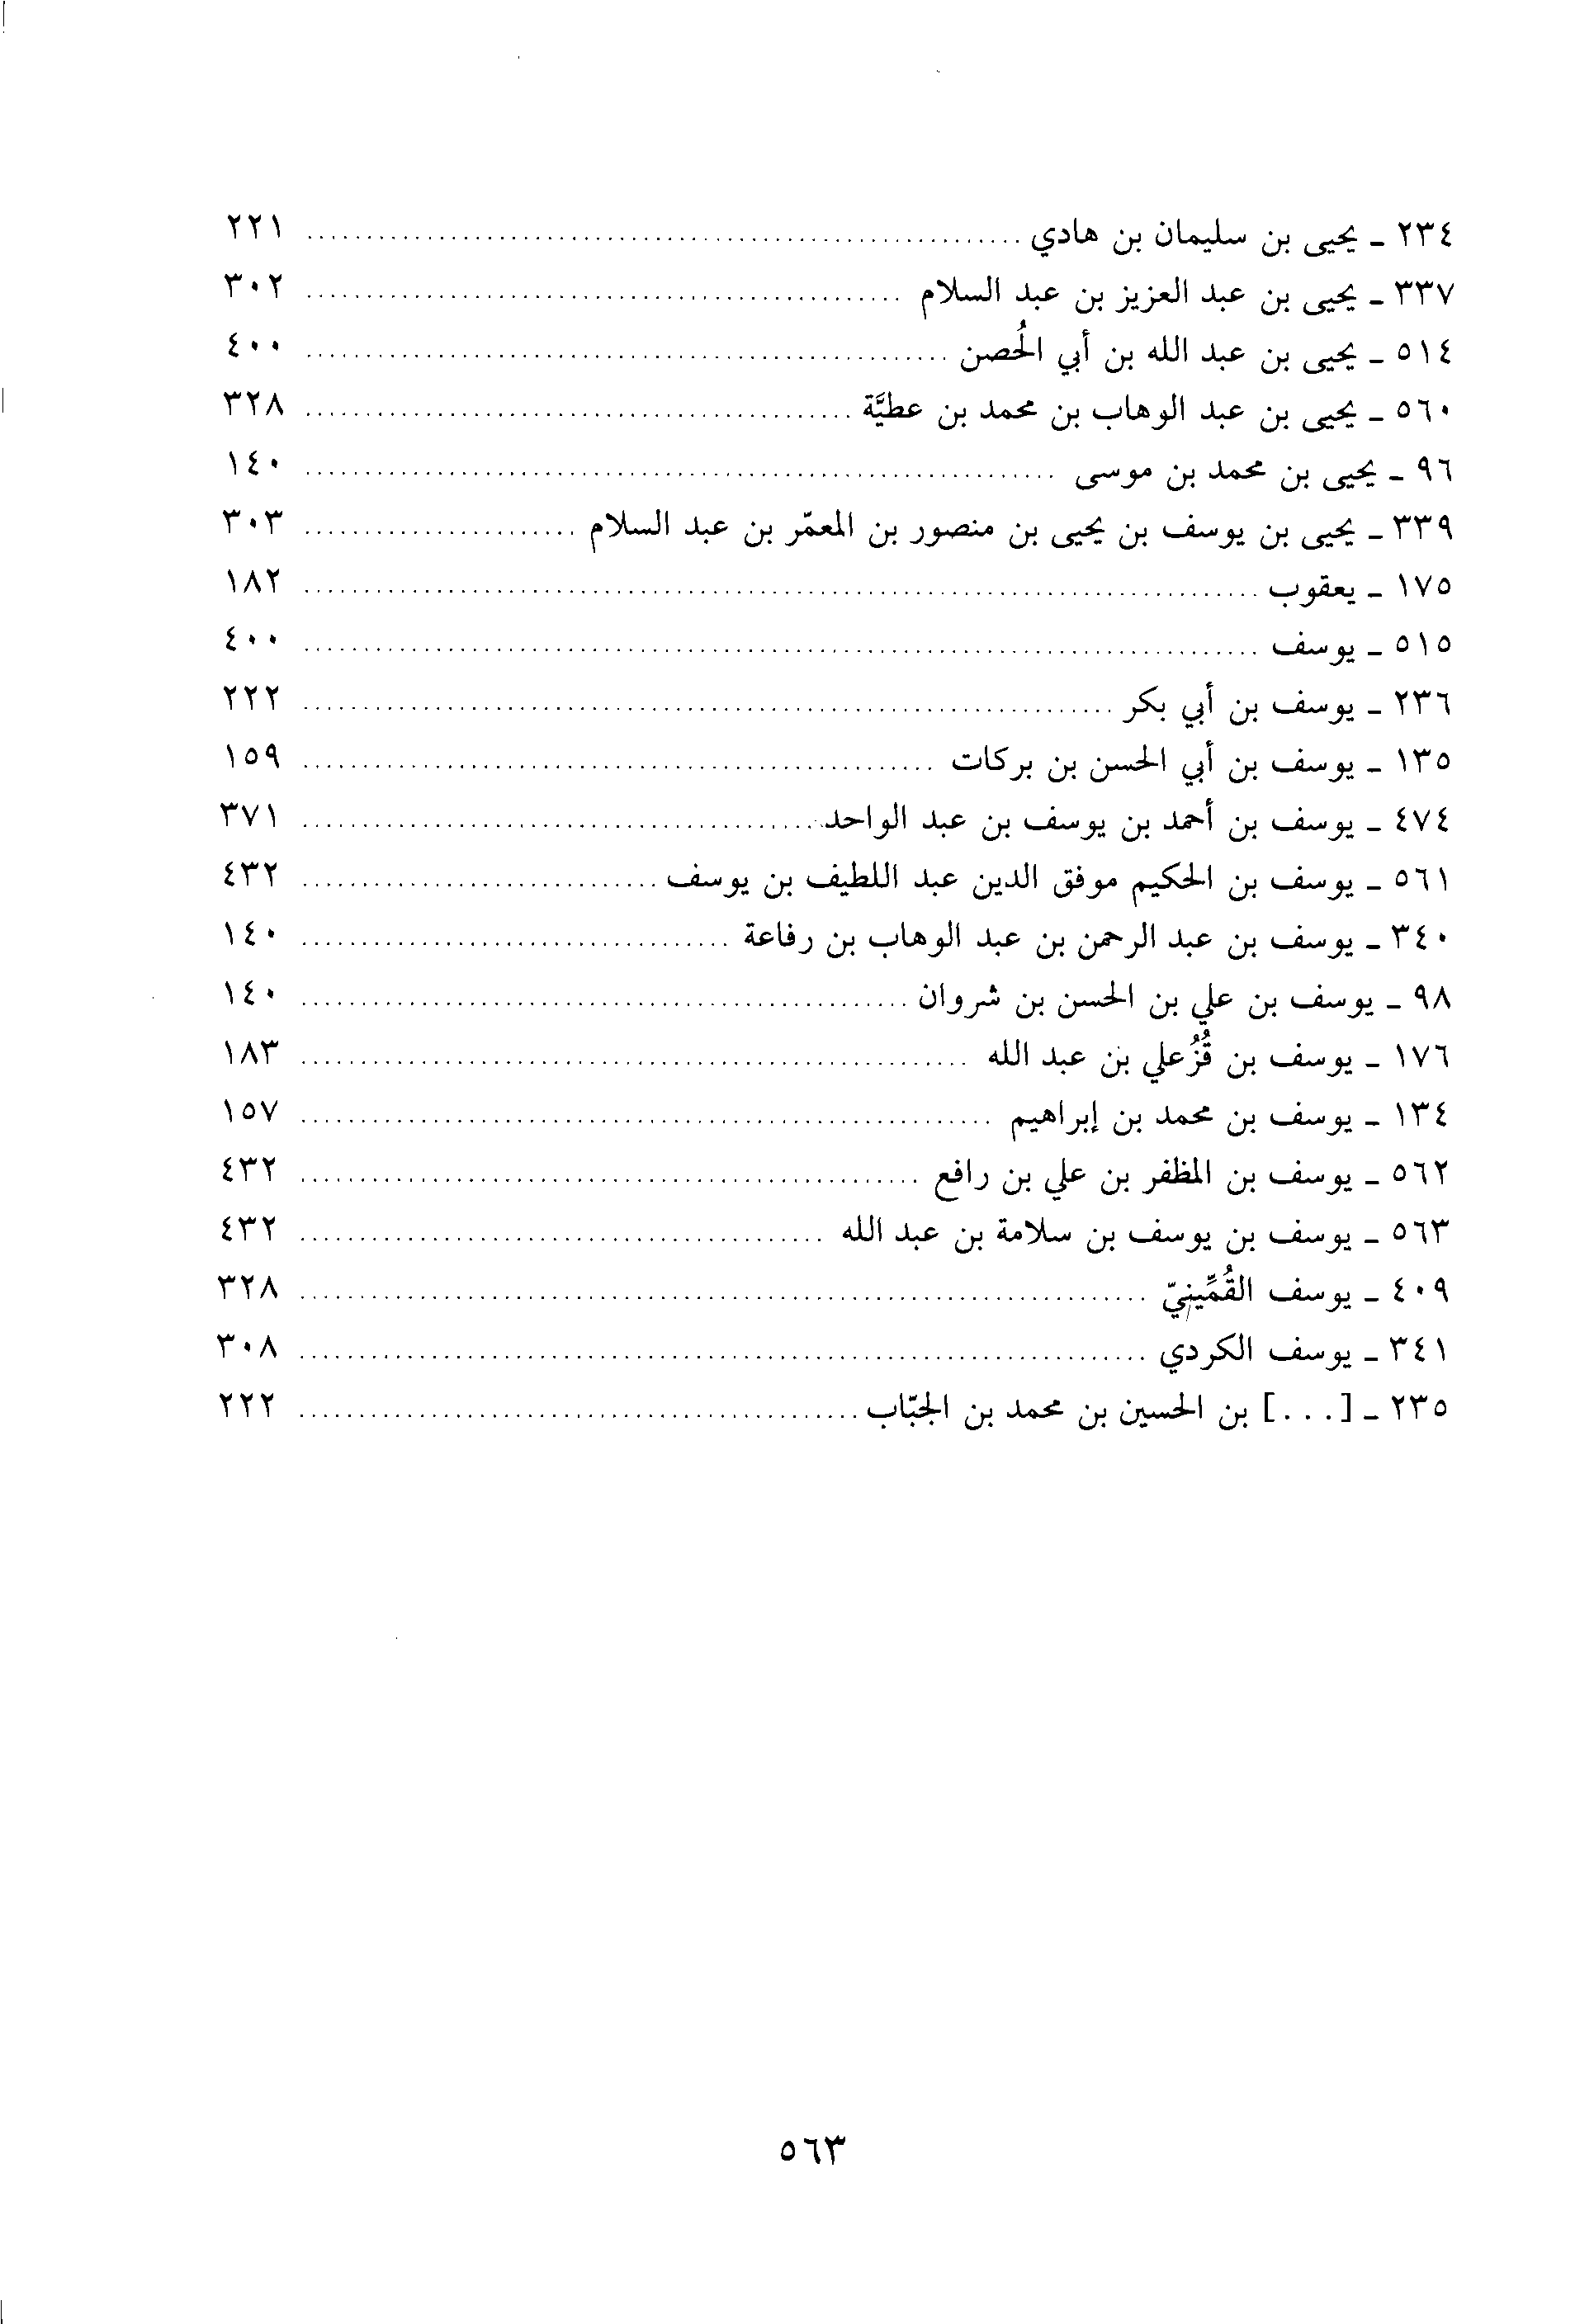 ٢٣٤ ـ يحيى بن سليمان بن هادي ........ ٢٢١
٣٣٧ ـ يحيى بن عبد العزيز بن عبد السلام ........ ٣٠٢
٥١٤ ـ يحيى بن عبد الله بن أبي الحُصن ........ ٤٠٠
٥٦٠ ـ يحيى بن عبد الوهاب بن محمد بن عطيَّة ........ ٣٢٨
٩٦ ـ يحيى بن محمد بن موسى ........ ١٤٠
٣٣٩ ـ يحيى بن يوسف بن يحيى بن منصور بن المعمّر بن عبد السلام ........ ٣٠٣
١٧٥ ـ يعقوب ........ ١٨٢
٥١٥ ـ يوسف ........ ٤٠٠
٢٣٦ ـ يوسف بن أبي بكر ........ ٢٢٢
١٣٥ ـ يوسف بن أبي الحسن بن بركات ........ ١٥٩
٤٧٤ ـ يوسف بن أحمد بن يوسف بن عبد الواحد ........ ٣٧١
٥٦١ ـ يوسف بن الحكيم موفق الدين عبد اللطيف بن يوسف ........ ٤٣٢
٣٤٠ ـ يوسف بن عبد الرحمن بن عبد الوهاب بن رفاعة ........ ١٤٠
٩٨ ـ يوسف بن علي بن الحسن بن شروان ........ ١٤٠
١٧٦ ـ يوسف بن قُزُعلي بن عبد الله ........ ١٨٣
١٣٤ ـ يوسف بن محمد بن إبراهيم ........ ١٥٧
٥٦٢ ـ يوسف بن المظفر بن علي بن رافع ........ ٤٣٢
٥٦٣ ـ يوسف بن يوسف بن سلامة بن عبد الله ........ ٤٣٢
٤٠٩ ـ يوسف القُمِّينِيّ ........ ٣٢٨
٣٤١ ـ يوسف الكردي ........ ٣٠٨
٢٣٥ ـ [...] بن الحسين بن محمد بن الجبّاب ........ ٢٢٢
٥٦٣